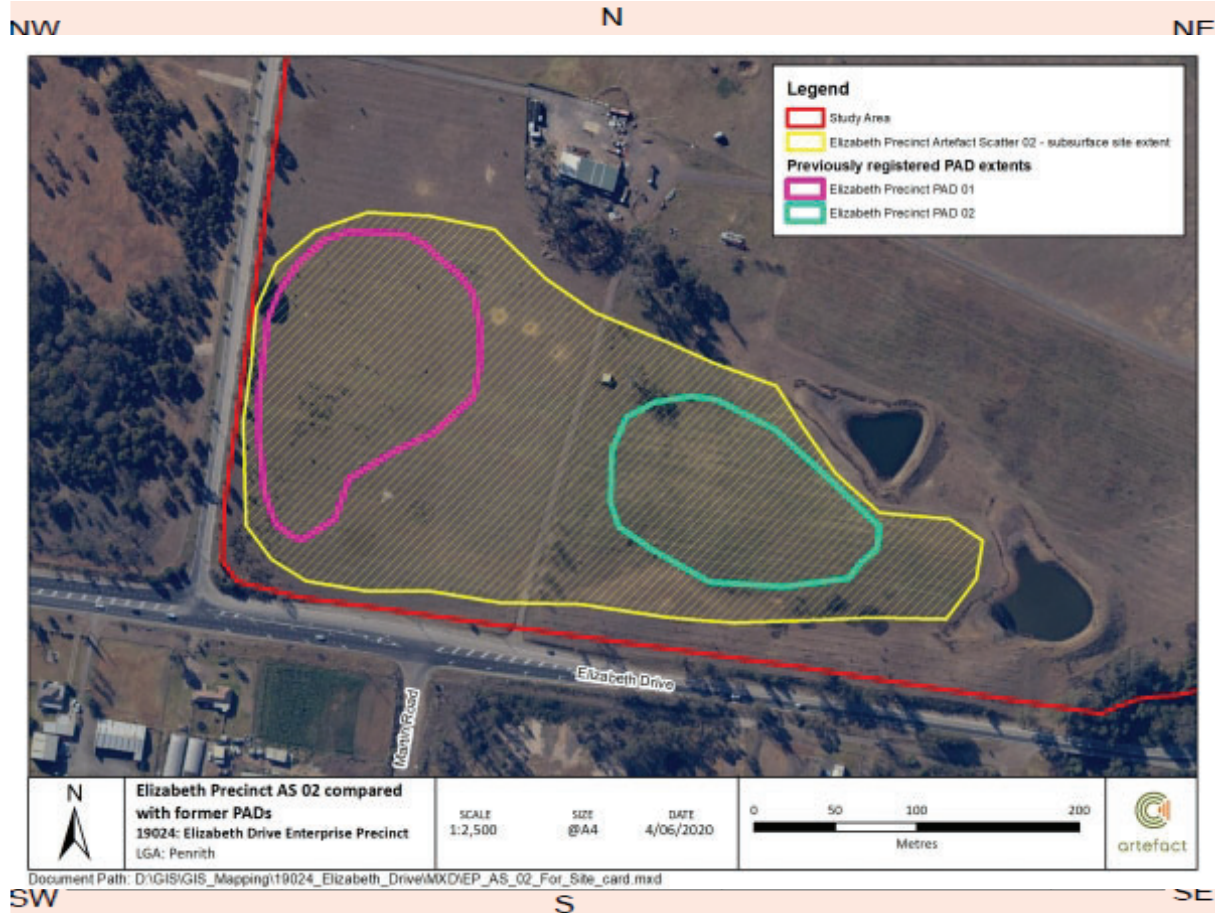 NW N NE
Legend
Study Area
Elizabeth Precinct Artefact Scatter 02 - subsurface site extent
Previously registered PAD extents
Elizabeth Precinct PAD 01
Elizabeth Precinct PAD 02
Elizabeth Drive
Martin Road
N
Elizabeth Precinct AS 02 compared
with former PADs
19024: Elizabeth Drive Enterprise Precinct
LGA: Penrith
SCALE
1:2,500
SIZE
@A4
DATE
4/06/2020
0 50 100 200
Metres
artefact
Document Path: D:\GIS\GIS_Mapping\19024_Elizabeth_Drive\MXD\EP_AS_02_For_Site_card.mxd
SW S SE